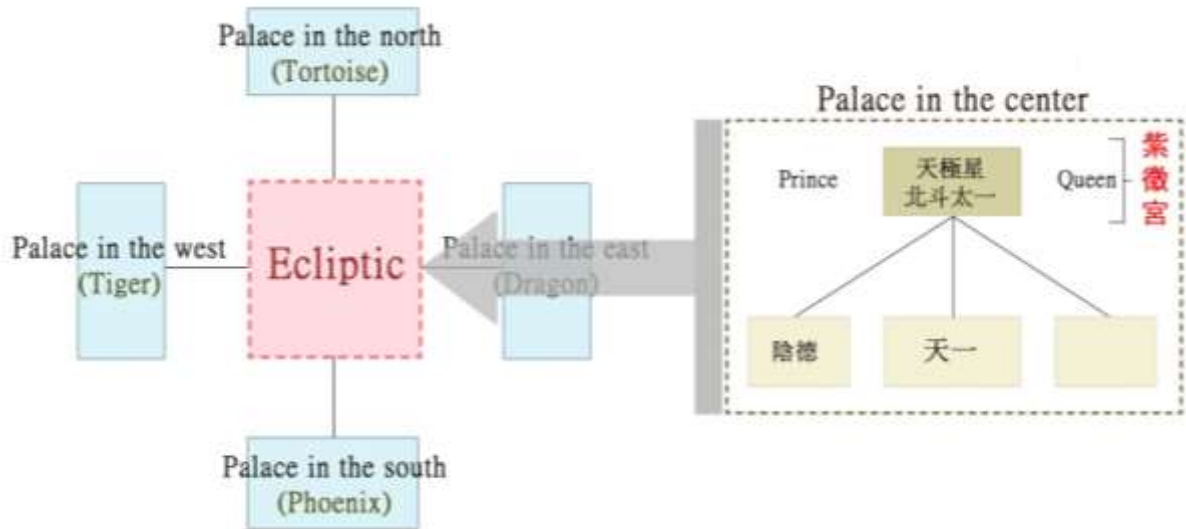 Palace in the north
(Tortoise)
Palace in the center
Prince
天極星
北斗太一
Queen
紫
微
宮
Palace in the west
(Tiger)
Ecliptic
Palace in the east
(Dragon)
陰德
天一
Palace in the south
(Phoenix)